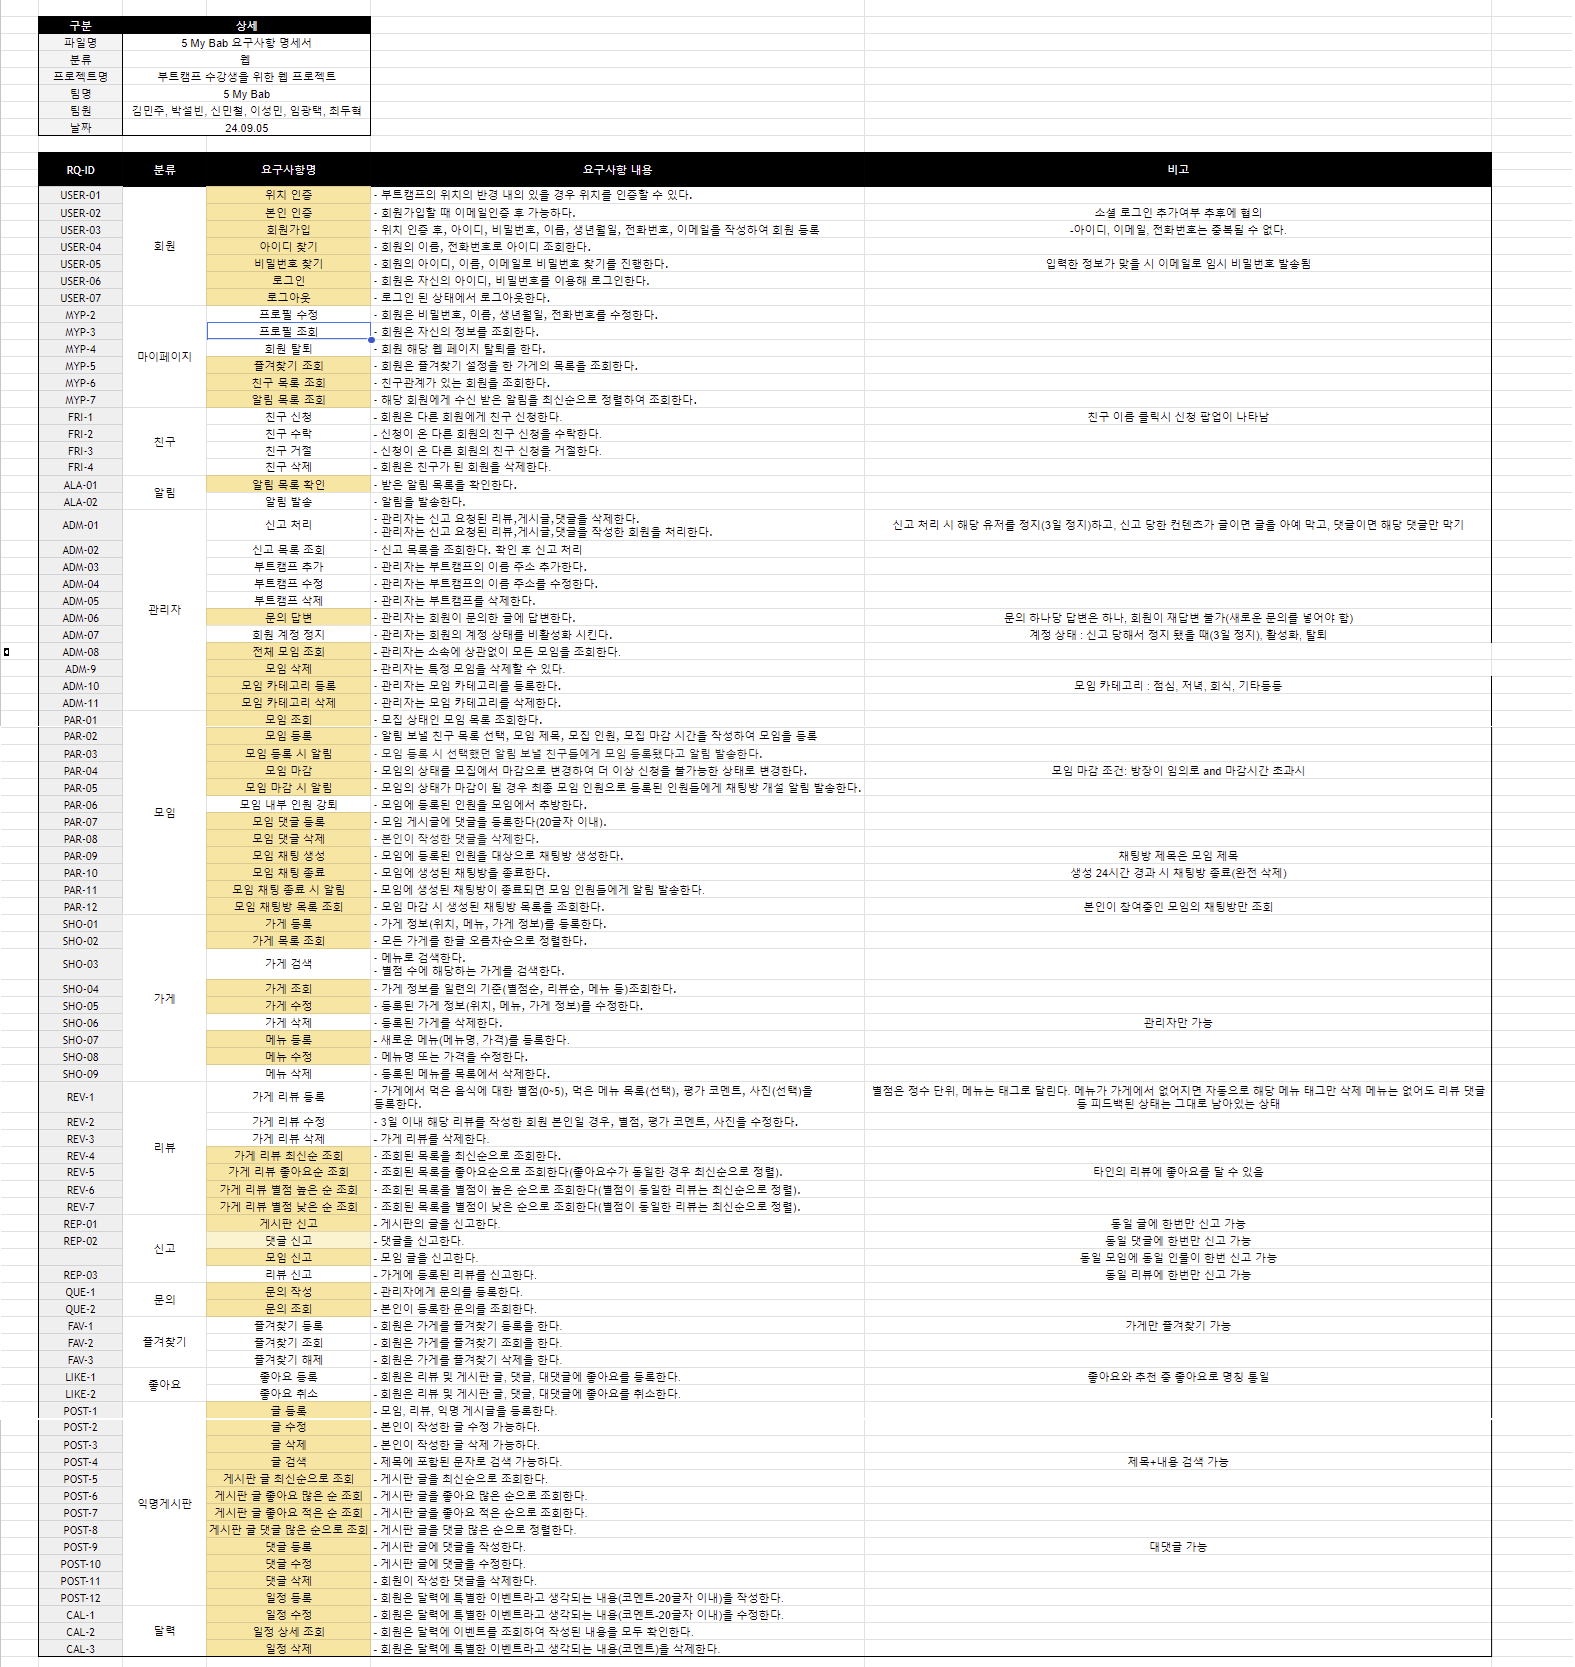 구분 상세
파일명 5 My Bab 요구사항 명세서
분류 웹
프로젝트명 부트캠프 수강생을 위한 웹 프로젝트
팀명 5 My Bab
팀원 김민주, 박설빈, 신민철, 이성민, 임광택, 최두혁
날짜 24.09.05
RQ-ID 분류 요구사항명 요구사항 내용 비고
USER-01 위치 인증 - 부트캠프의 위치의 반경 내의 있을 경우 위치를 인증할 수 있다.
USER-02 본인 인증 - 회원가입할 때 이메일인증 후 가능하다. 소셜 로그인 추가여부 추후에 협의
USER-03 회원가입 - 위치 인증 후, 아이디, 비밀번호, 이름, 생년월일, 전화번호, 이메일을 작성하여 회원 등록 -아이디, 이메일, 전화번호는 중복될 수 없다.
USER-04 회원 아이디 찾기 - 회원의 이름, 전화번호로 아이디 조회한다.
USER-05 비밀번호 찾기 - 회원의 아이디, 이름, 이메일로 비밀번호 찾기를 진행한다. 입력한 정보가 맞을 시 이메일로 임시 비밀번호 발송됨
USER-06 로그인 - 회원은 자신의 아이디, 비밀번호를 이용해 로그인한다.
USER-07 로그아웃 - 로그인 된 상태에서 로그아웃한다.
MYP-2 프로필 수정 - 회원은 비밀번호, 이름, 생년월일, 전화번호를 수정한다.
MYP-3 프로필 조회 - 회원은 자신의 정보를 조회한다.
MYP-4 마이페이지 회원 탈퇴 - 회원 해당 웹 페이지 탈퇴를 한다.
MYP-5 즐겨찾기 조회 - 회원은 즐겨찾기 설정을 한 가게의 목록을 조회한다.
MYP-6 친구 목록 조회 - 친구관계가 있는 회원을 조회한다.
MYP-7 알림 목록 조회 - 해당 회원에게 수신 받은 알림을 최신순으로 정렬하여 조회한다.
FRI-1 친구 신청 - 회원은 다른 회원에게 친구 신청한다. 친구 이름 클릭시 신청 팝업이 나타남
FRI-2 친구 친구 수락 - 신청이 온 다른 회원의 친구 신청을 수락한다.
FRI-3 친구 거절 - 신청이 온 다른 회원의 친구 신청을 거절한다.
FRI-4 친구 삭제 - 회원은 친구가 된 회원을 삭제한다.
ALA-01 알림 알림 목록 확인 - 받은 알림 목록을 확인한다.
ALA-02 알림 발송 - 알림을 발송한다.
ADM-01 신고 처리 - 관리자는 신고 요청된 리뷰,게시글,댓글을 삭제한다.
- 관리자는 신고 요청된 리뷰,게시글,댓글을 작성한 회원을 처리한다. 신고 처리 시 해당 유저를 정지(3일 정지)하고, 신고 당한 컨텐츠가 글이면 글을 아예 막고, 댓글이면 해당 댓글만 막기
ADM-02 신고 목록 조회 - 신고 목록을 조회한다. 확인 후 신고 처리
ADM-03 부트캠프 추가 - 관리자는 부트캠프의 이름 주소 추가한다.
ADM-04 부트캠프 수정 - 관리자는 부트캠프의 이름 주소를 수정한다.
ADM-05 관리자 부트캠프 삭제 - 관리자는 부트캠프를 삭제한다.
ADM-06 문의 답변 - 관리자는 회원이 문의한 글에 답변한다. 문의 하나당 답변은 하나, 회원이 재답변 불가(새로운 문의를 넣어야 함)
ADM-07 회원 계정 정지 - 관리자는 회원의 계정 상태를 비활성화 시킨다. 계정 상태 : 신고 당해서 정지 됐을 때(3일 정지), 활성화, 탈퇴
ADM-08 전체 모임 조회 - 관리자는 소속에 상관없이 모든 모임을 조회한다.
ADM-9 모임 삭제 - 관리자는 특정 모임을 삭제할 수 있다.
ADM-10 모임 카테고리 등록 - 관리자는 모임 카테고리를 등록한다. 모임 카테고리 : 점심, 저녁, 회식, 기타등등
ADM-11 모임 카테고리 삭제 - 관리자는 모임 카테고리를 삭제한다.
PAR-01 모임 조회 - 모집 상태인 모임 목록 조회한다.
PAR-02 모임 등록 - 알림 보낼 친구 목록 선택, 모임 제목, 모집 인원, 모집 마감 시간을 작성하여 모임을 등록
PAR-03 모임 등록 시 알림 - 모임 등록 시 선택했던 알림 보낼 친구들에게 모임 등록됐다고 알림 발송한다.
PAR-04 모임 마감 - 모임의 상태를 모집에서 마감으로 변경하여 더 이상 신청을 불가능한 상태로 변경한다. 모임 마감 조건: 방장이 임의로 and 마감시간 초과시
PAR-05 모임 마감 시 알림 - 모임의 상태가 마감이 될 경우 최종 모임 인원으로 등록된 인원들에게 채팅방 개설 알림 발송한다.
PAR-06 모임 모임 내부 인원 강퇴 - 모임에 등록된 인원을 모임에서 추방한다.
PAR-07 모임 댓글 등록 - 모임 게시글에 댓글을 등록한다(20글자 이내).
PAR-08 모임 댓글 삭제 - 본인이 작성한 댓글을 삭제한다.
PAR-09 모임 채팅 생성 - 모임에 등록된 인원을 대상으로 채팅방 생성한다. 채팅방 제목은 모임 제목
PAR-10 모임 채팅 종료 - 모임에 생성된 채팅방을 종료한다. 생성 24시간 경과 시 채팅방 종료(완전 삭제)
PAR-11 모임 채팅 종료 시 알림 - 모임에 생성된 채팅방이 종료되면 모임 인원들에게 알림 발송한다.
PAR-12 모임 채팅방 목록 조회 - 모임 마감 시 생성된 채팅방 목록을 조회한다. 본인이 참여중인 모임의 채팅방만 조회
SHO-01 가게 등록 - 가게 정보(위치, 메뉴, 가게 정보)를 등록한다.
SHO-02 가게 목록 조회 - 모든 가게를 한글 오름차순으로 정렬한다.
SHO-03 가게 검색 - 메뉴로 검색한다.
- 별점 수에 해당하는 가게를 검색한다.
SHO-04 가게 가게 조회 - 가게 정보를 일련의 기준(별점순, 리뷰순, 메뉴 등)조회한다.
SHO-05 가게 수정 - 등록된 가게 정보(위치, 메뉴, 가게 정보)를 수정한다.
SHO-06 가게 삭제 - 등록된 가게를 삭제한다. 관리자만 가능
SHO-07 메뉴 등록 - 새로운 메뉴(메뉴명, 가격)를 등록한다.
SHO-08 메뉴 수정 - 메뉴명 또는 가격을 수정한다.
SHO-09 메뉴 삭제 - 등록된 메뉴를 목록에서 삭제한다.
REV-1 가게 리뷰 등록 - 가게에서 먹은 음식에 대한 별점(0~5), 먹은 메뉴 목록(선택), 평가 코멘트, 사진(선택)을
등록한다. 별점은 정수 단위, 메뉴는 태그로 달린다. 메뉴가 가게에서 없어지면 자동으로 해당 메뉴 태그만 삭제 메뉴는 없어도 리뷰 댓글
등 피드백된 상태는 그대로 남아있는 상태
REV-2 가게 리뷰 수정 - 3일 이내 해당 리뷰를 작성한 회원 본인일 경우, 별점, 평가 코멘트, 사진을 수정한다.
REV-3 리뷰 가게 리뷰 삭제 - 가게 리뷰를 삭제한다.
REV-4 가게 리뷰 최신순 조회 - 조회된 목록을 최신순으로 조회한다.
REV-5 가게 리뷰 좋아요순 조회 - 조회된 목록을 좋아요순으로 조회한다(좋아요수가 동일한 경우 최신순으로 정렬). 타인의 리뷰에 좋아요를 달 수 있음
REV-6 가게 리뷰 별점 높은 순 조회 - 조회된 목록을 별점이 높은 순으로 조회한다(별점이 동일한 리뷰는 최신순으로 정렬).
REV-7 가게 리뷰 별점 낮은 순 조회 - 조회된 목록을 별점이 낮은 순으로 조회한다(별점이 동일한 리뷰는 최신순으로 정렬).
REP-01 게시판 신고 - 게시판의 글을 신고한다. 동일 글에 한번만 신고 가능
REP-02 신고 댓글 신고 - 댓글을 신고한다. 동일 댓글에 한번만 신고 가능
모임 신고 - 모임 글을 신고한다. 동일 모임에 동일 인물이 한번 신고 가능
REP-03 리뷰 신고 - 가게에 등록된 리뷰를 신고한다. 동일 리뷰에 한번만 신고 가능
QUE-1 문의 문의 작성 - 관리자에게 문의를 등록한다.
QUE-2 문의 조회 - 본인이 등록한 문의를 조회한다.
FAV-1 즐겨찾기 등록 - 회원은 가게를 즐겨찾기 등록을 한다. 가게만 즐겨찾기 가능
FAV-2 즐겨찾기 즐겨찾기 조회 - 회원은 가게를 즐겨찾기 조회을 한다.
FAV-3 즐겨찾기 해제 - 회원은 가게를 즐겨찾기 삭제을 한다.
LIKE-1 좋아요 좋아요 등록 - 회원은 리뷰 및 게시판 글, 댓글, 대댓글에 좋아요를 등록한다. 좋아요와 추천 중 좋아요로 명칭 통일
LIKE-2 좋아요 취소 - 회원은 리뷰 및 게시판 글, 댓글, 대댓글에 좋아요를 취소한다.
POST-1 글 등록 - 모임, 리뷰, 익명 게시글을 등록한다.
POST-2 글 수정 - 본인이 작성한 글 수정 가능하다.
POST-3 글 삭제 - 본인이 작성한 글 삭제 가능하다.
POST-4 글 검색 - 제목에 포함된 문자로 검색 가능하다. 제목+내용 검색 가능
POST-5 게시판 글 최신순으로 조회 - 게시판 글을 최신순으로 조회한다.
POST-6 익명게시판 게시판 글 좋아요 많은 순 조회 - 게시판 글을 좋아요 많은 순으로 조회한다.
POST-7 게시판 글 좋아요 적은 순 조회 - 게시판 글을 좋아요 적은 순으로 조회한다.
POST-8 게시판 글 댓글 많은 순으로 조회 - 게시판 글을 댓글 많은 순으로 정렬한다.
POST-9 댓글 등록 - 게시판 글에 댓글을 작성한다. 대댓글 가능
POST-10 댓글 수정 - 게시판 글에 댓글을 수정한다.
POST-11 댓글 삭제 - 회원이 작성한 댓글을 삭제한다.
POST-12 일정 등록 - 회원은 달력에 특별한 이벤트라고 생각되는 내용(코멘트-20글자 이내)을 작성한다.
CAL-1 일정 수정 - 회원은 달력에 특별한 이벤트라고 생각되는 내용(코멘트-20글자 이내)을 수정한다.
CAL-2 달력 일정 상세 조회 - 회원은 달력에 이벤트를 조회하여 작성된 내용을 모두 확인한다.
CAL-3 일정 삭제 - 회원은 달력에 특별한 이벤트라고 생각되는 내용(코멘트)을 삭제한다.